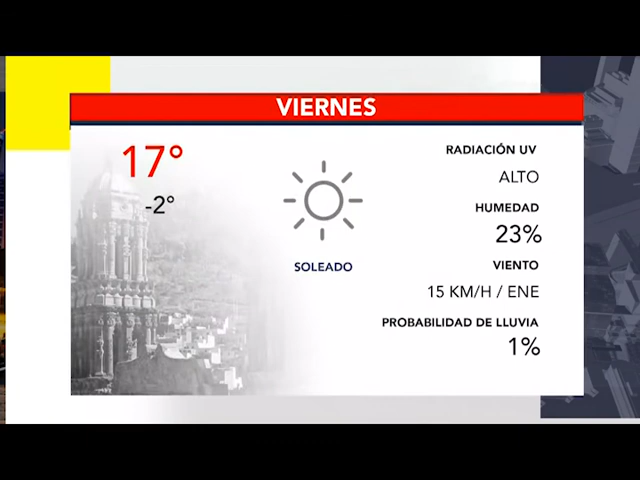 VIERNES
17°
-2°
SOLEADO
RADIACIÓN UV
ALTO
HUMEDAD
23%
VIENTO
15 KM/H / ENE
PROBABILIDAD DE LLUVIA
1%